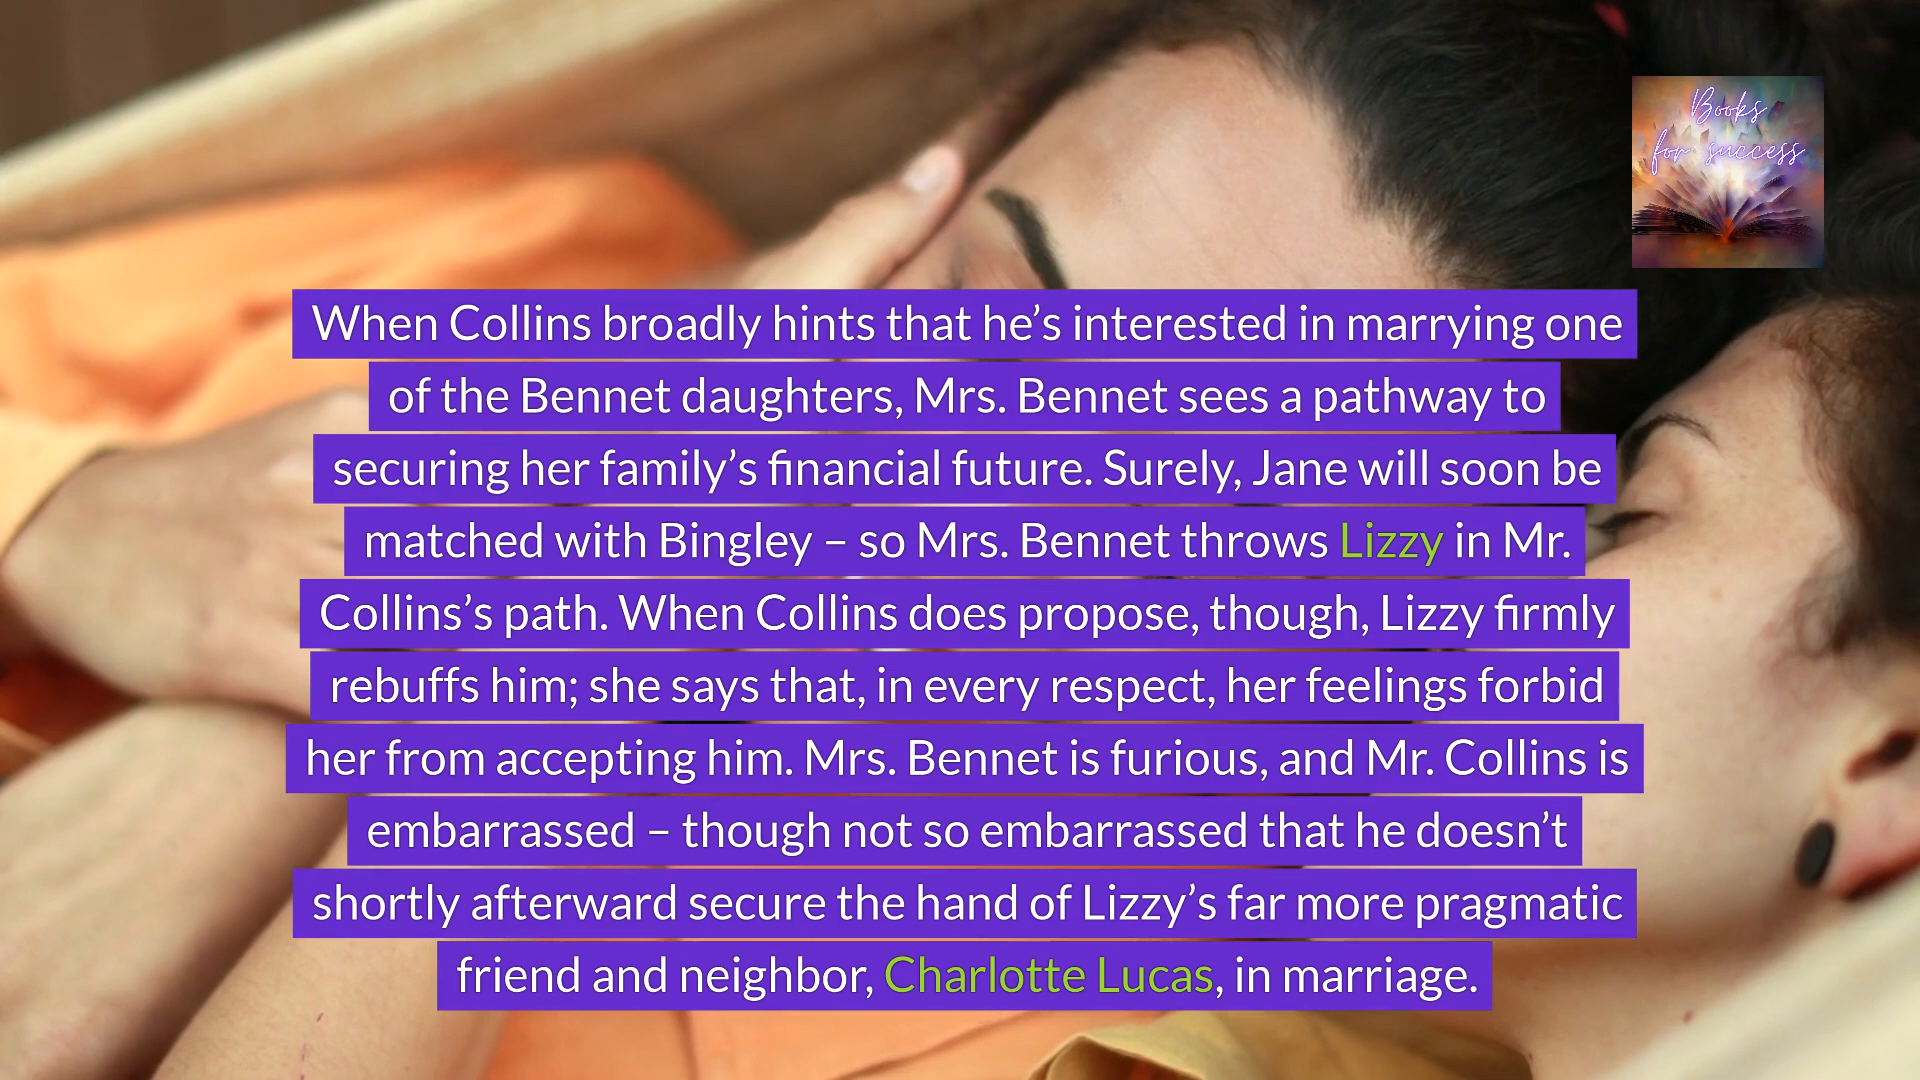 Books
for success
When Collins broadly hints that he’s interested in marrying one
of the Bennet daughters, Mrs. Bennet sees a pathway to
securing her family’s financial future. Surely, Jane will soon be
matched with Bingley – so Mrs. Bennet throws Lizzy in Mr.
Collins’s path. When Collins does propose, though, Lizzy firmly
rebuffs him; she says that, in every respect, her feelings forbid
her from accepting him. Mrs. Bennet is furious, and Mr. Collins is
embarrassed – though not so embarrassed that he doesn’t
shortly afterward secure the hand of Lizzy’s far more pragmatic
friend and neighbor, Charlotte Lucas, in marriage.